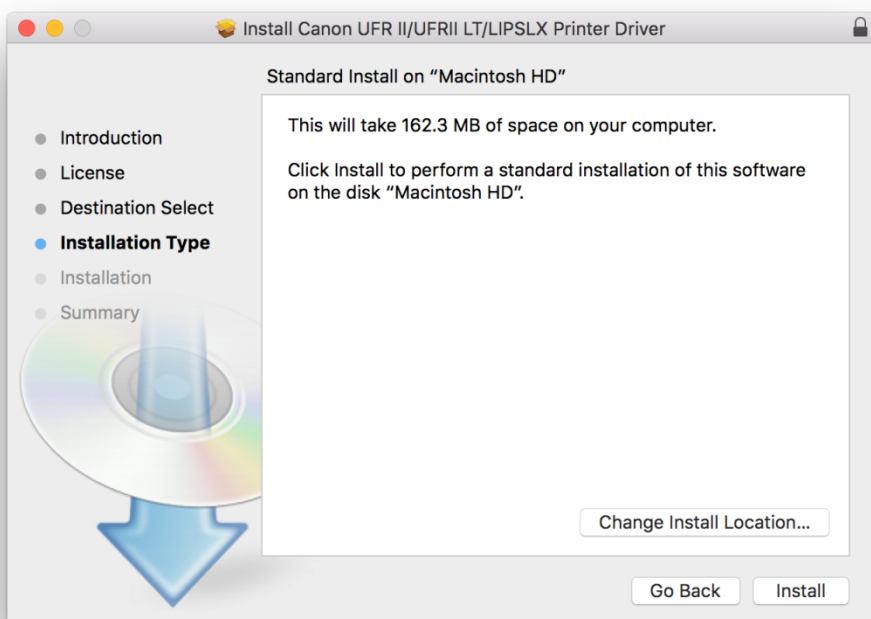 Install Canon UFR II/UFRII LT/LIPSLX Printer Driver
Standard Install on “Macintosh HD”
Introduction
License
Destination Select
Installation Type
Installation
Summary
This will take 162.3 MB of space on your computer.
Click Install to perform a standard installation of this software
on the disk “Macintosh HD”.
Change Install Location...
Go Back
Install